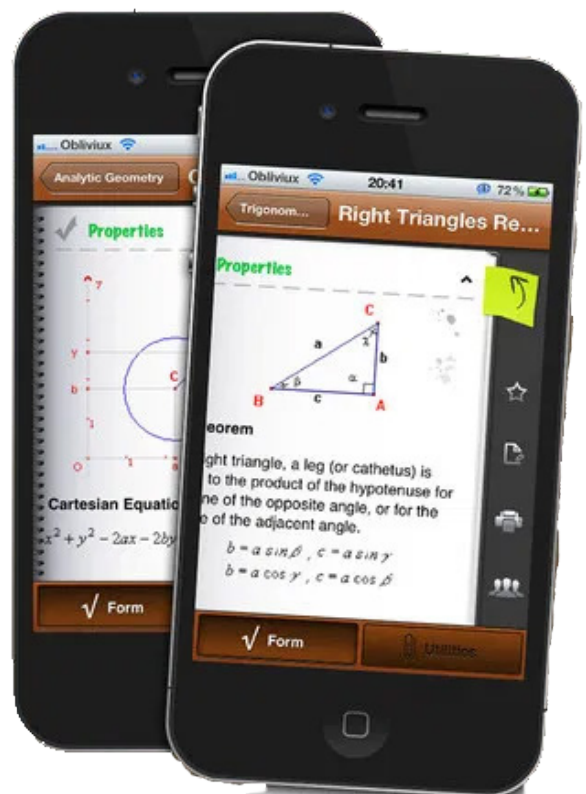 Obliviux
Analytic Geometry
Properties
y
y
b
C
1
O
1
a
Cartesian Equatio
x² + y² - 2ax - 2by
√ Form
Obliviux 20:41 72%
Trigonom... Right Triangles Re...
Properties
C
a
γ
b
β
α
B
c
A
eorem
ght triangle, a leg (or cathetus) is
to the product of the hypotenuse for
ne of the opposite angle, or for the
e of the adjacent angle.
b = a sin β , c = a sin γ
b = a cos γ , c = a cos β
√ Form
Utilities